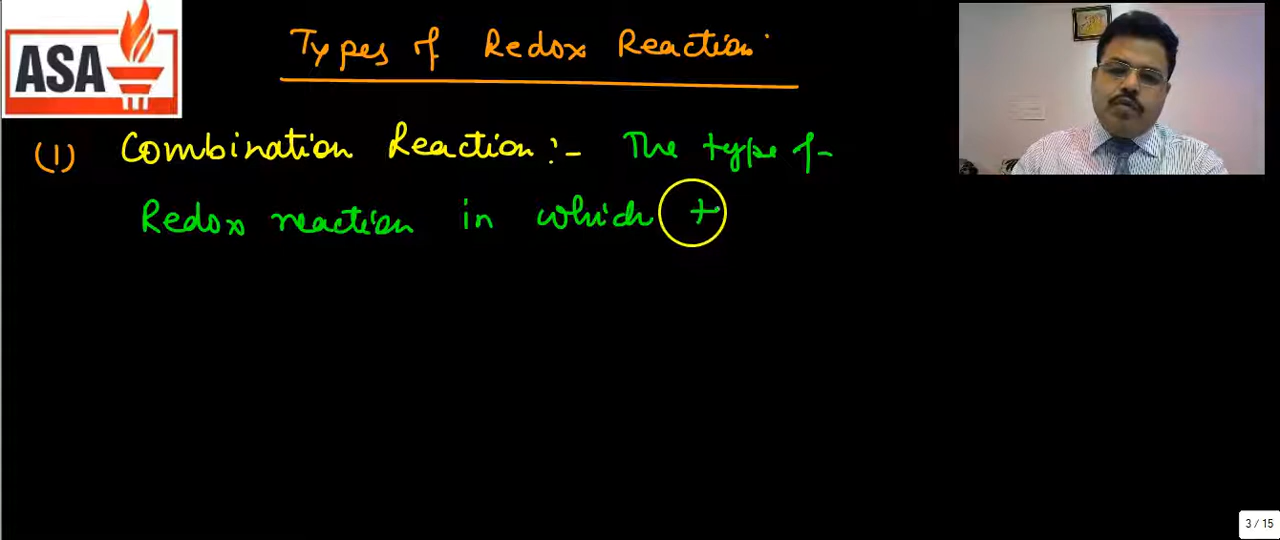 ASA
Types of Redox Reaction
(1) Combination Reaction :- The type of
Redox reaction in which t
3 / 15